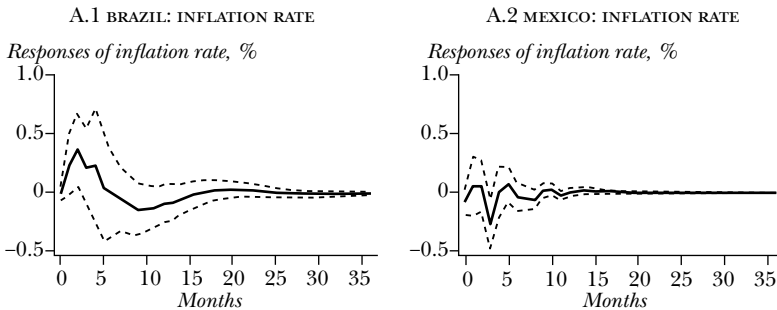 A.1 BRAZIL: INFLATION RATE
Responses of inflation rate, %
1.0
0.5
0
–0.5
0 5 10 15 20 25 30 35
Months
A.2 MEXICO: INFLATION RATE
Responses of inflation rate, %
1.0
0.5
0
–0.5
0 5 10 15 20 25 30 35
Months